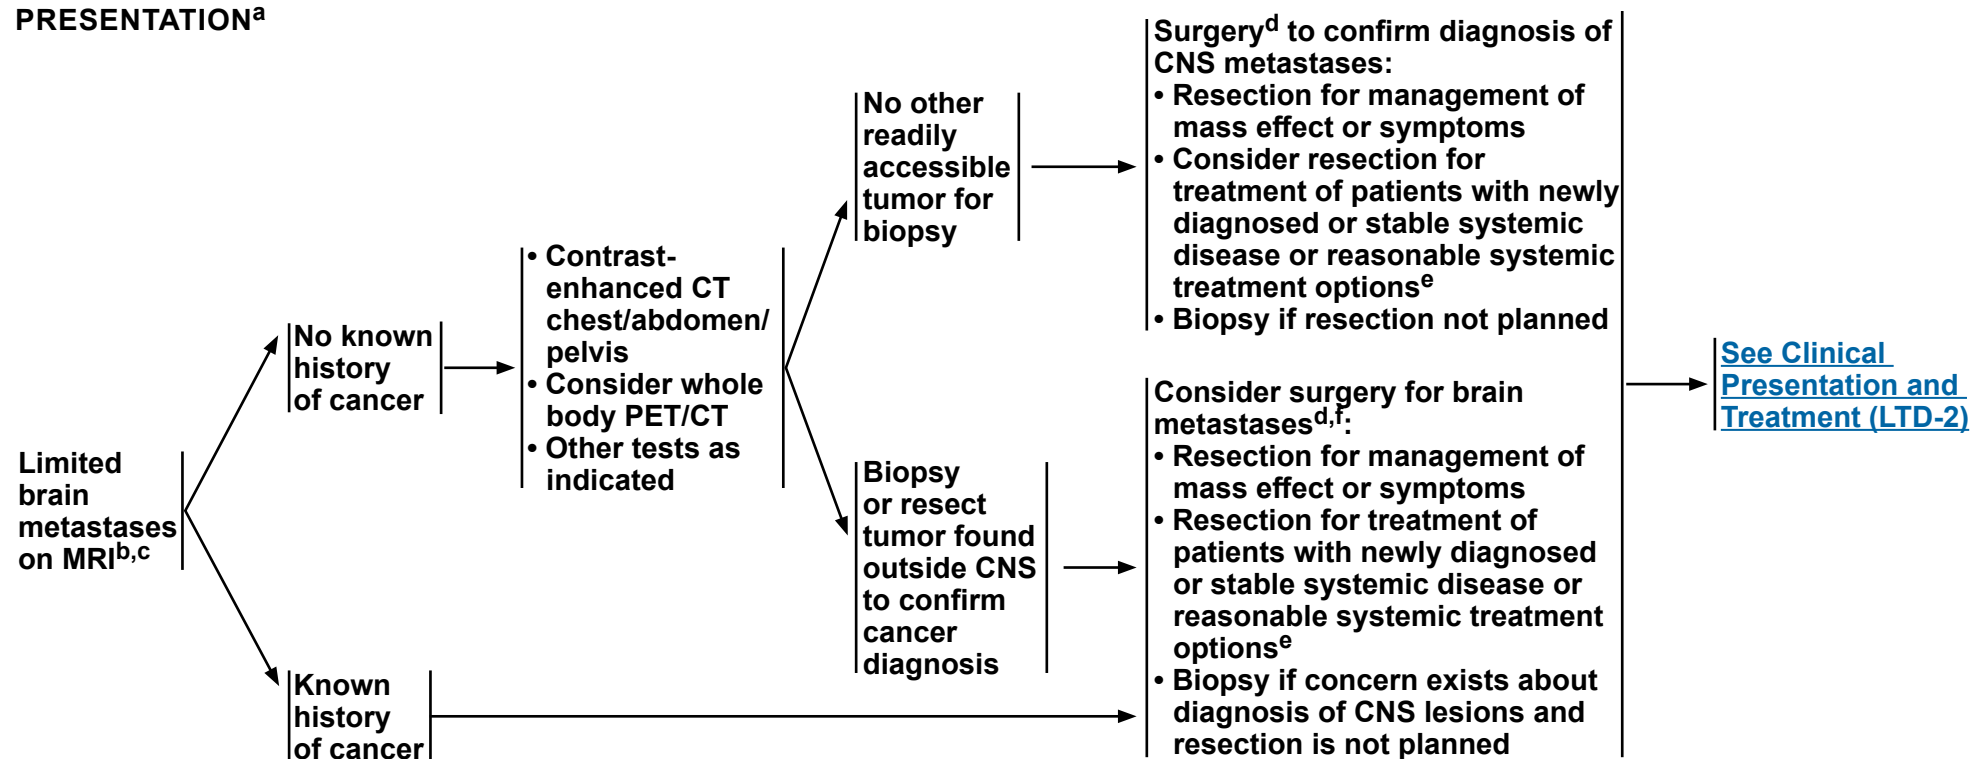 PRESENTATIONa
Limited
brain
metastases
on MRIb,c
No known
history
of cancer
Known
history
of cancer
• Contrast-
enhanced CT
chest/abdomen/
pelvis
• Consider whole
body PET/CT
• Other tests as
indicated
No other
readily
accessible
tumor for
biopsy
Biopsy
or resect
tumor found
outside CNS
to confirm
cancer
diagnosis
Surgeryd to confirm diagnosis of
CNS metastases:
• Resection for management of
mass effect or symptoms
• Consider resection for
treatment of patients with newly
diagnosed or stable systemic
disease or reasonable systemic
treatment optionse
• Biopsy if resection not planned
Consider surgery for brain
metastasesd,f:
• Resection for management of
mass effect or symptoms
• Resection for treatment of
patients with newly diagnosed
or stable systemic disease or
reasonable systemic treatment
optionse
• Biopsy if concern exists about
diagnosis of CNS lesions and
resection is not planned
See Clinical
Presentation and
Treatment (LTD-2)